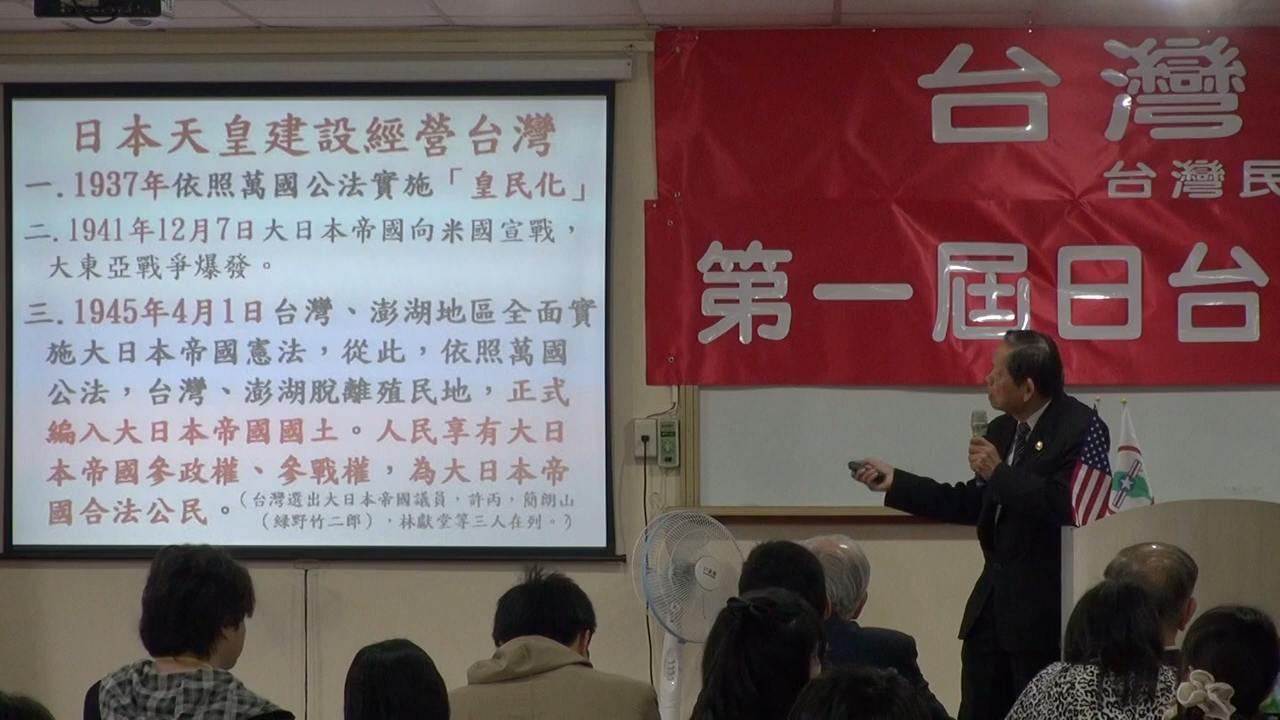 日本天皇建設經營台灣
一.1937年依照萬國公法實施「皇民化」
二.1941年12月7日大日本帝國向米國宣戰，
大東亞戰爭爆發。
三.1945年4月1日台灣、澎湖地區全面實
施大日本帝國憲法，從此，依照萬國
公法，台灣、澎湖脫離殖民地，正式
編入大日本帝國國土。人民享有大日
本帝國參政權、參戰權，為大日本帝
國合法公民。（台灣選出大日本帝國議員，許丙，簡朗山
（綠野竹二郎），林獻堂等三人在列。）
台灣
台灣民
第一屆日台